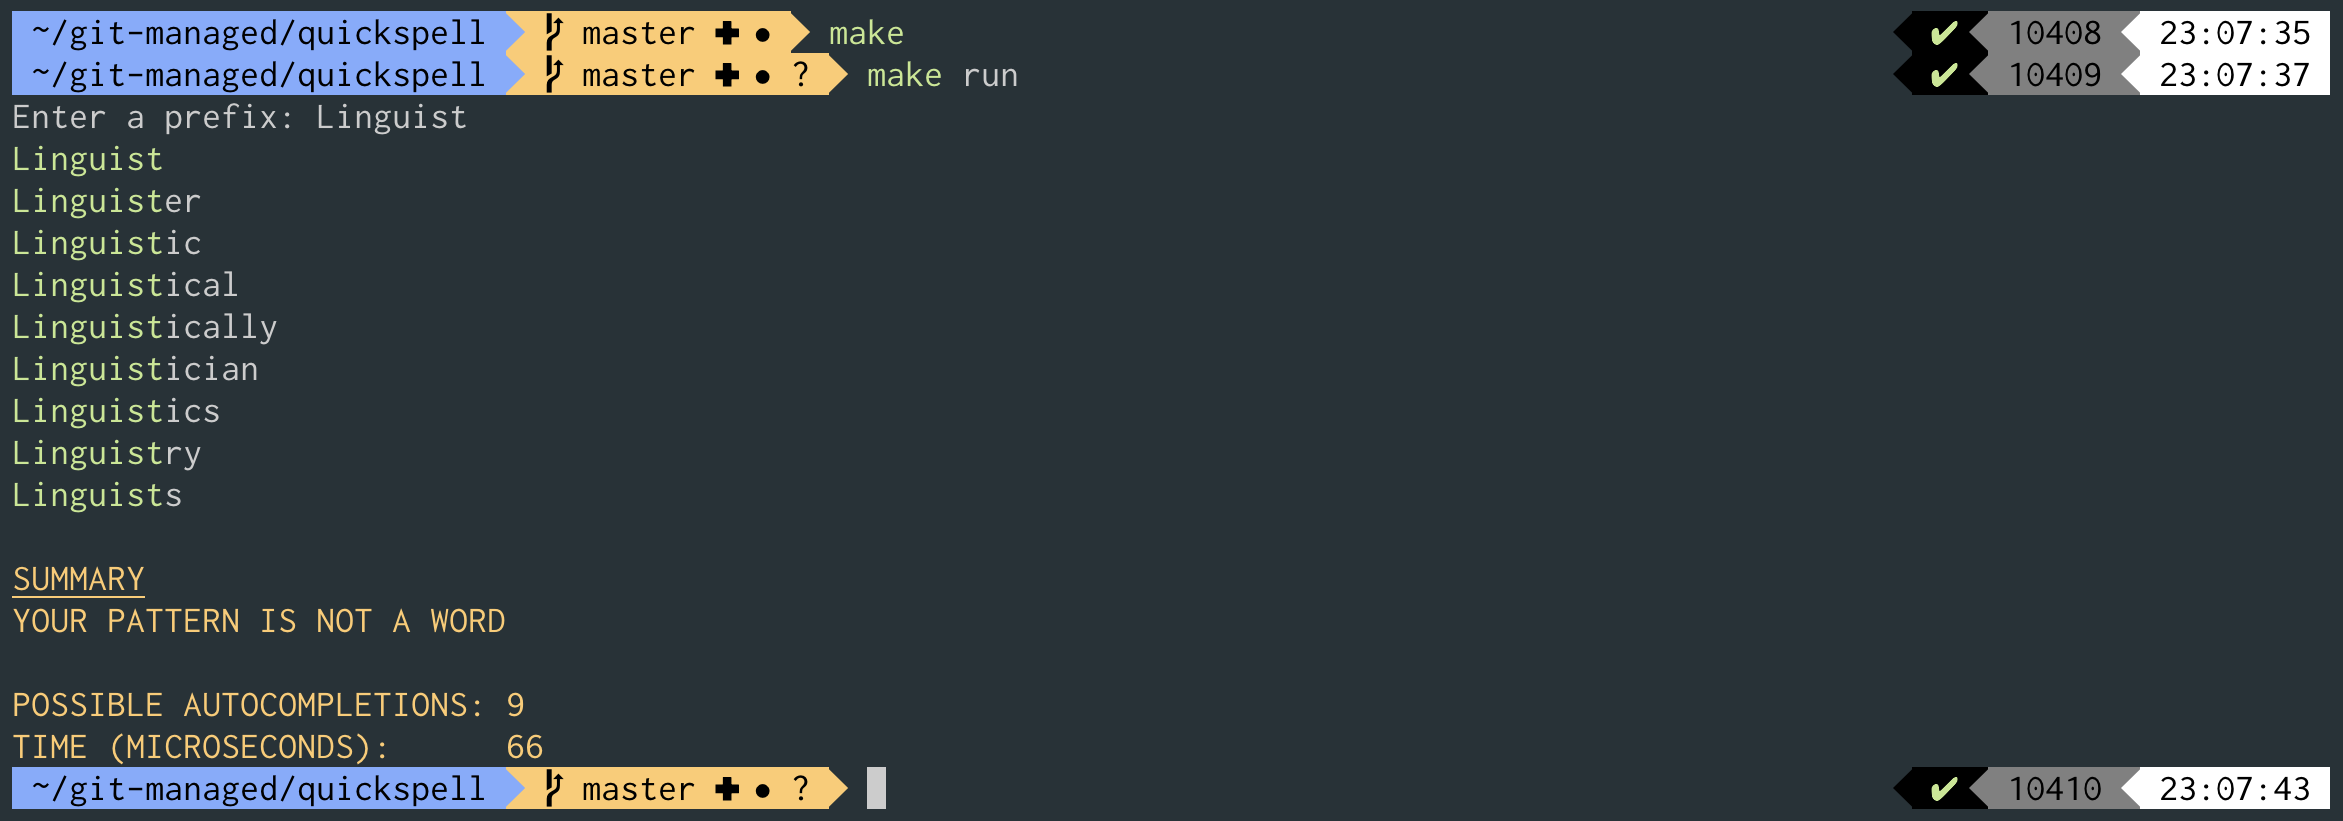 ~/git-managed/quickspell master ✚ ● make ✔ 10408 23:07:35
~/git-managed/quickspell master ✚ ● ? make run ✔ 10409 23:07:37
Enter a prefix: Linguist
Linguist
Linguister
Linguistic
Linguistical
Linguistically
Linguistician
Linguistics
Linguistry
Linguists
SUMMARY
YOUR PATTERN IS NOT A WORD
POSSIBLE AUTOCOMPLETIONS: 9
TIME (MICROSECONDS): 66
~/git-managed/quickspell master ✚ ● ? ✔ 10410 23:07:43